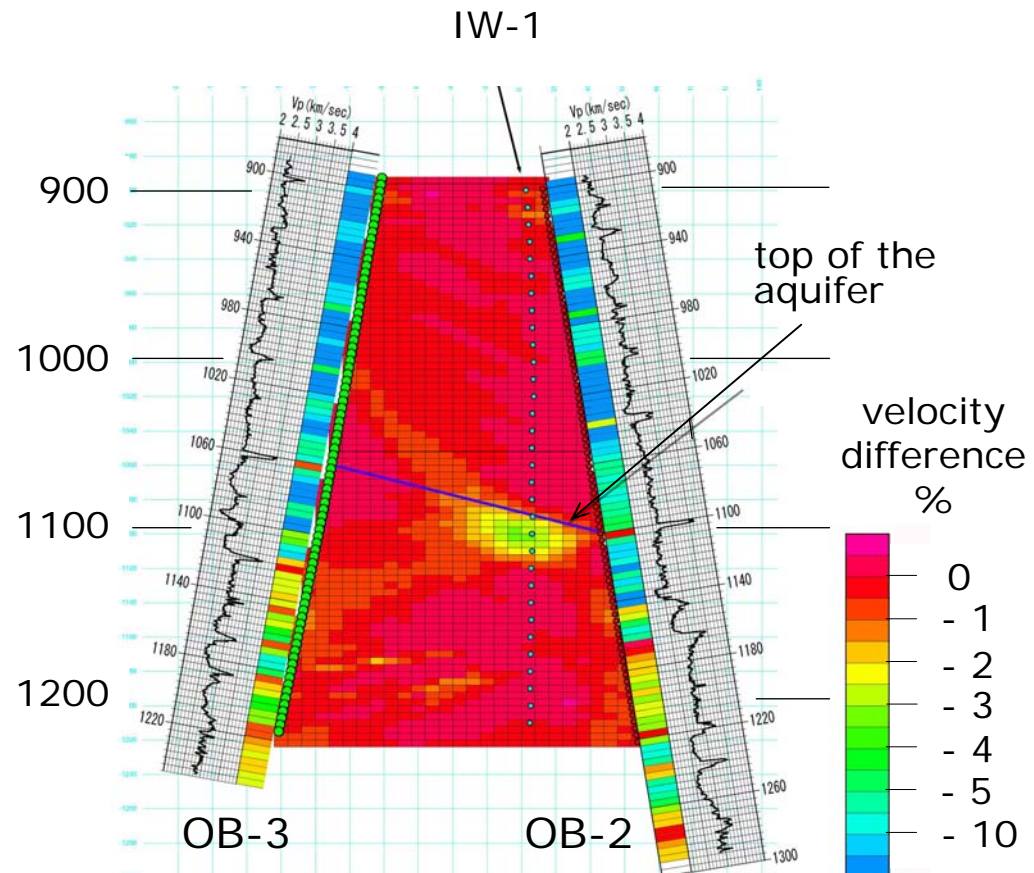 IW-1
Vp(km/sec)
2 2.5 3 3.5 4
Vp(km/sec)
2 2.5 3 3.5 4
900
940
980
1020
1060
1100
1140
1180
1220
900
940
980
1020
1060
1100
1140
1180
1220
1260
1300
900
1000
1100
1200
top of the
aquifer
velocity
difference
%
0
- 1
- 2
- 3
- 4
- 5
- 10
OB-3
OB-2